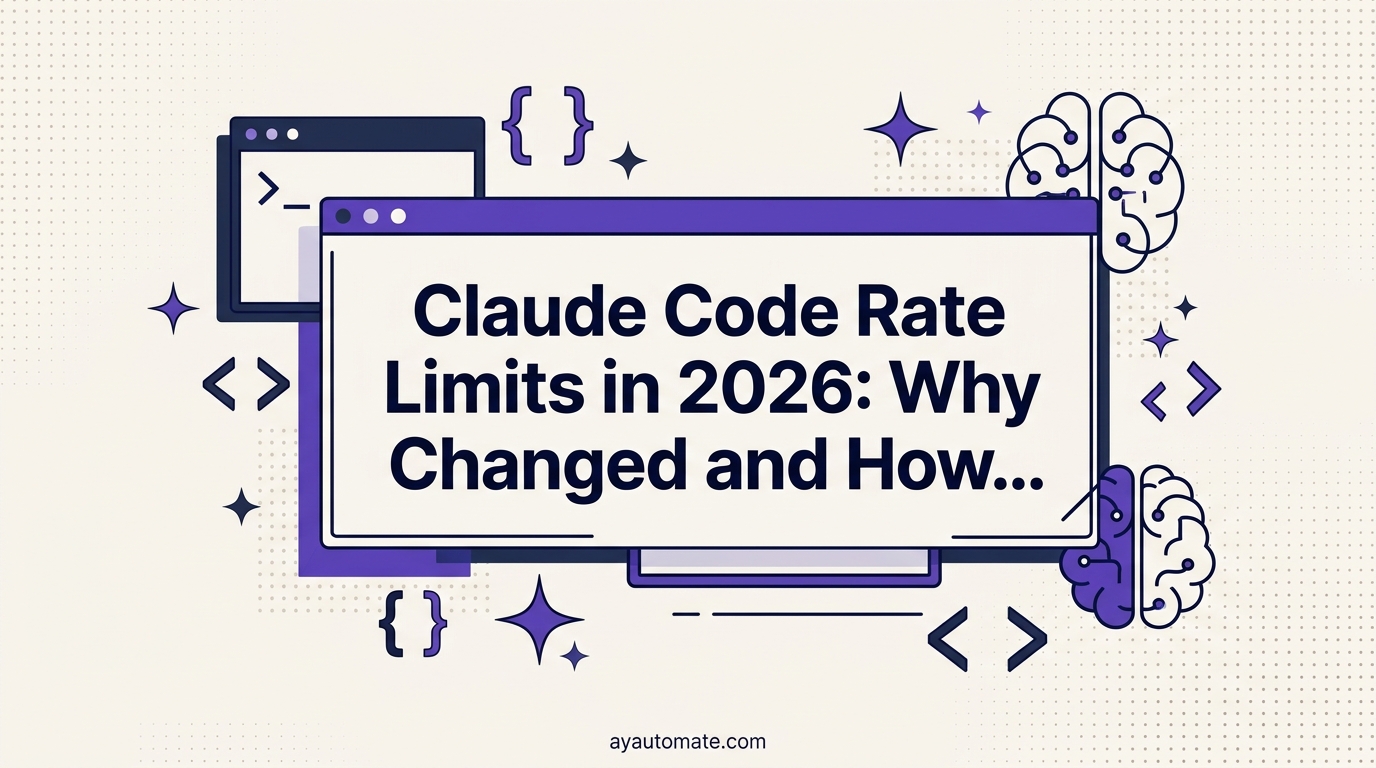 { }
>_
Claude Code Rate
Limits in 2026: Why
Changed and How...
< >
< >
{ }
< >
ayautomate.com